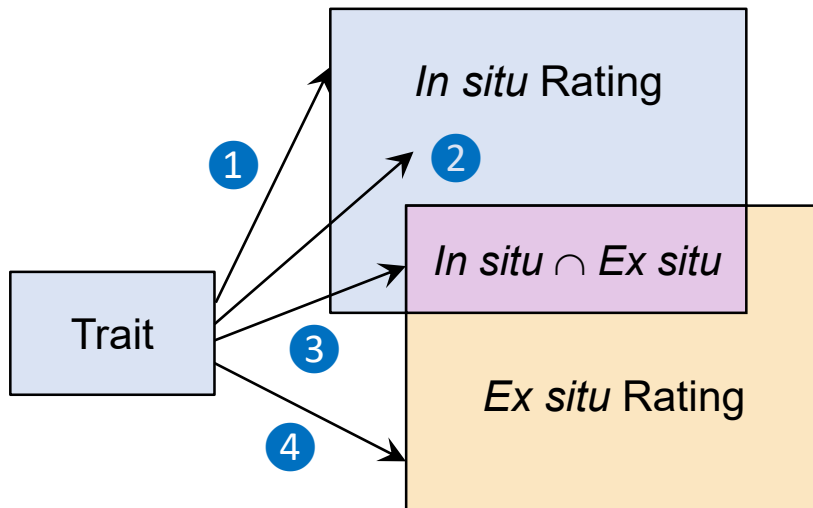 In situ Rating
1
2
In situ ∩ Ex situ
Trait
3
Ex situ Rating
4